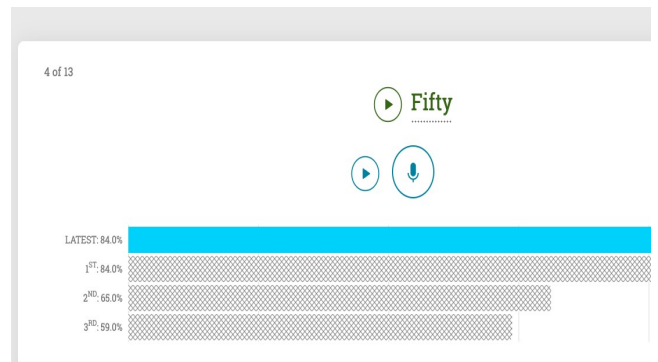 4 of 13
Fifty
LATEST: 84.0%
1ST: 84.0%
2ND: 65.0%
3RD: 59.0%